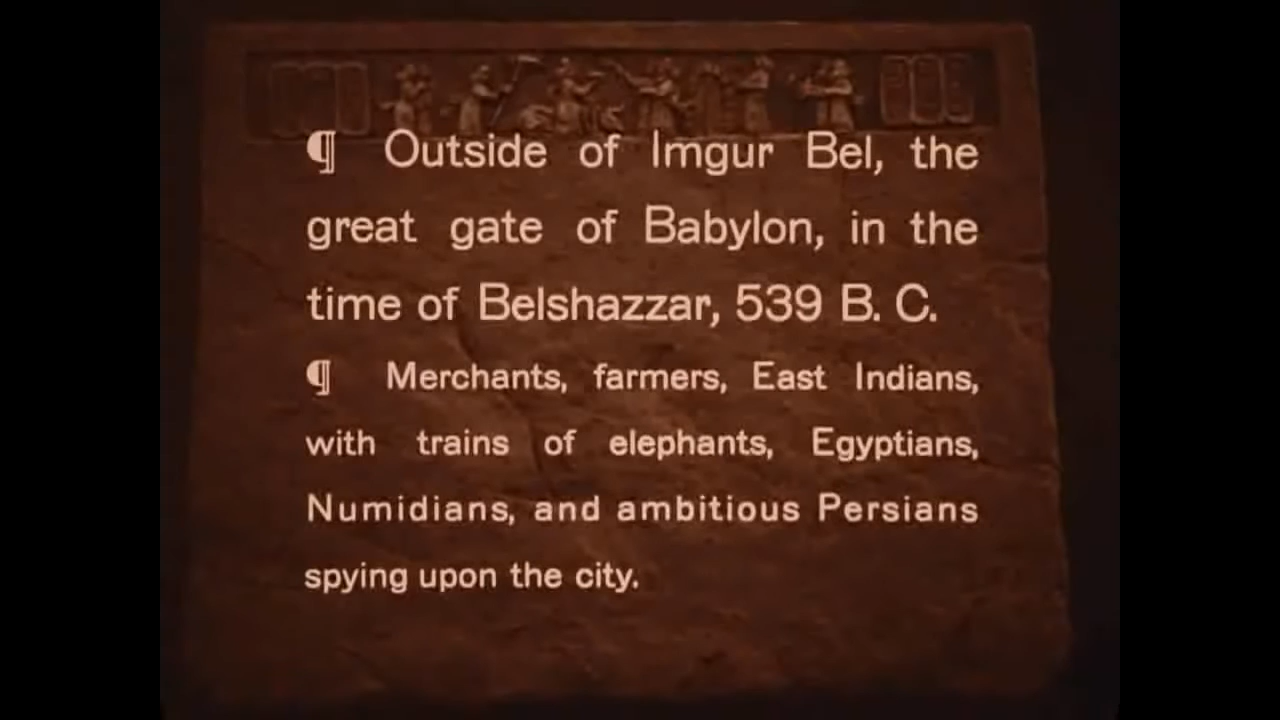 ¶ Outside of Imgur Bel, the
great gate of Babylon, in the
time of Belshazzar, 539 B. C.
¶ Merchants, farmers, East Indians,
with trains of elephants, Egyptians,
Numidians, and ambitious Persians
spying upon the city.